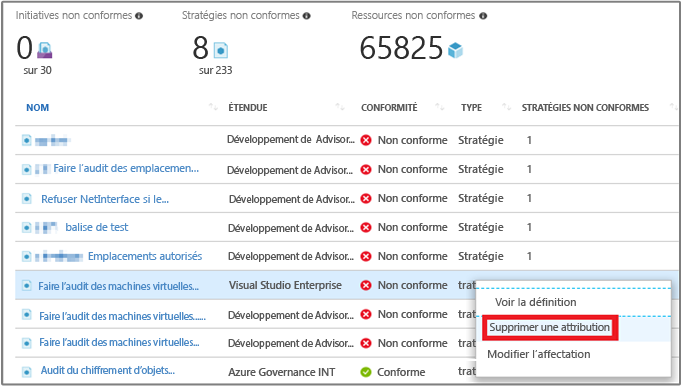 Initiatives non conformes Stratégies non conformes Ressources non conformes
0 8 65825
sur 30 sur 233
NOM ÉTENDUE CONFORMITÉ TYPE STRATÉGIES NON CONFORMES
Développement de Advisor... Non conforme Stratégie 1
Faire l'audit des emplacemen... Développement de Advisor... Non conforme Stratégie 1
Refuser NetInterface si le... Développement de Advisor... Non conforme Stratégie 1
balise de test Développement de Advisor... Non conforme Stratégie 1
Emplacements autorisés Développement de Advisor... Non conforme Stratégie 1
Faire l'audit des machines virtuelles... Visual Studio Enterprise Non conforme trat
Voir la définition
Faire l'audit des machines virtuelles...... Développement de Advisor... Non conforme trat
Supprimer une attribution
Faire l'audit des machines virtuelles... Développement de Advisor... Non conforme trat
Modifier l'affectation
Audit du chiffrement d'objets... Azure Governance INT Conforme trat